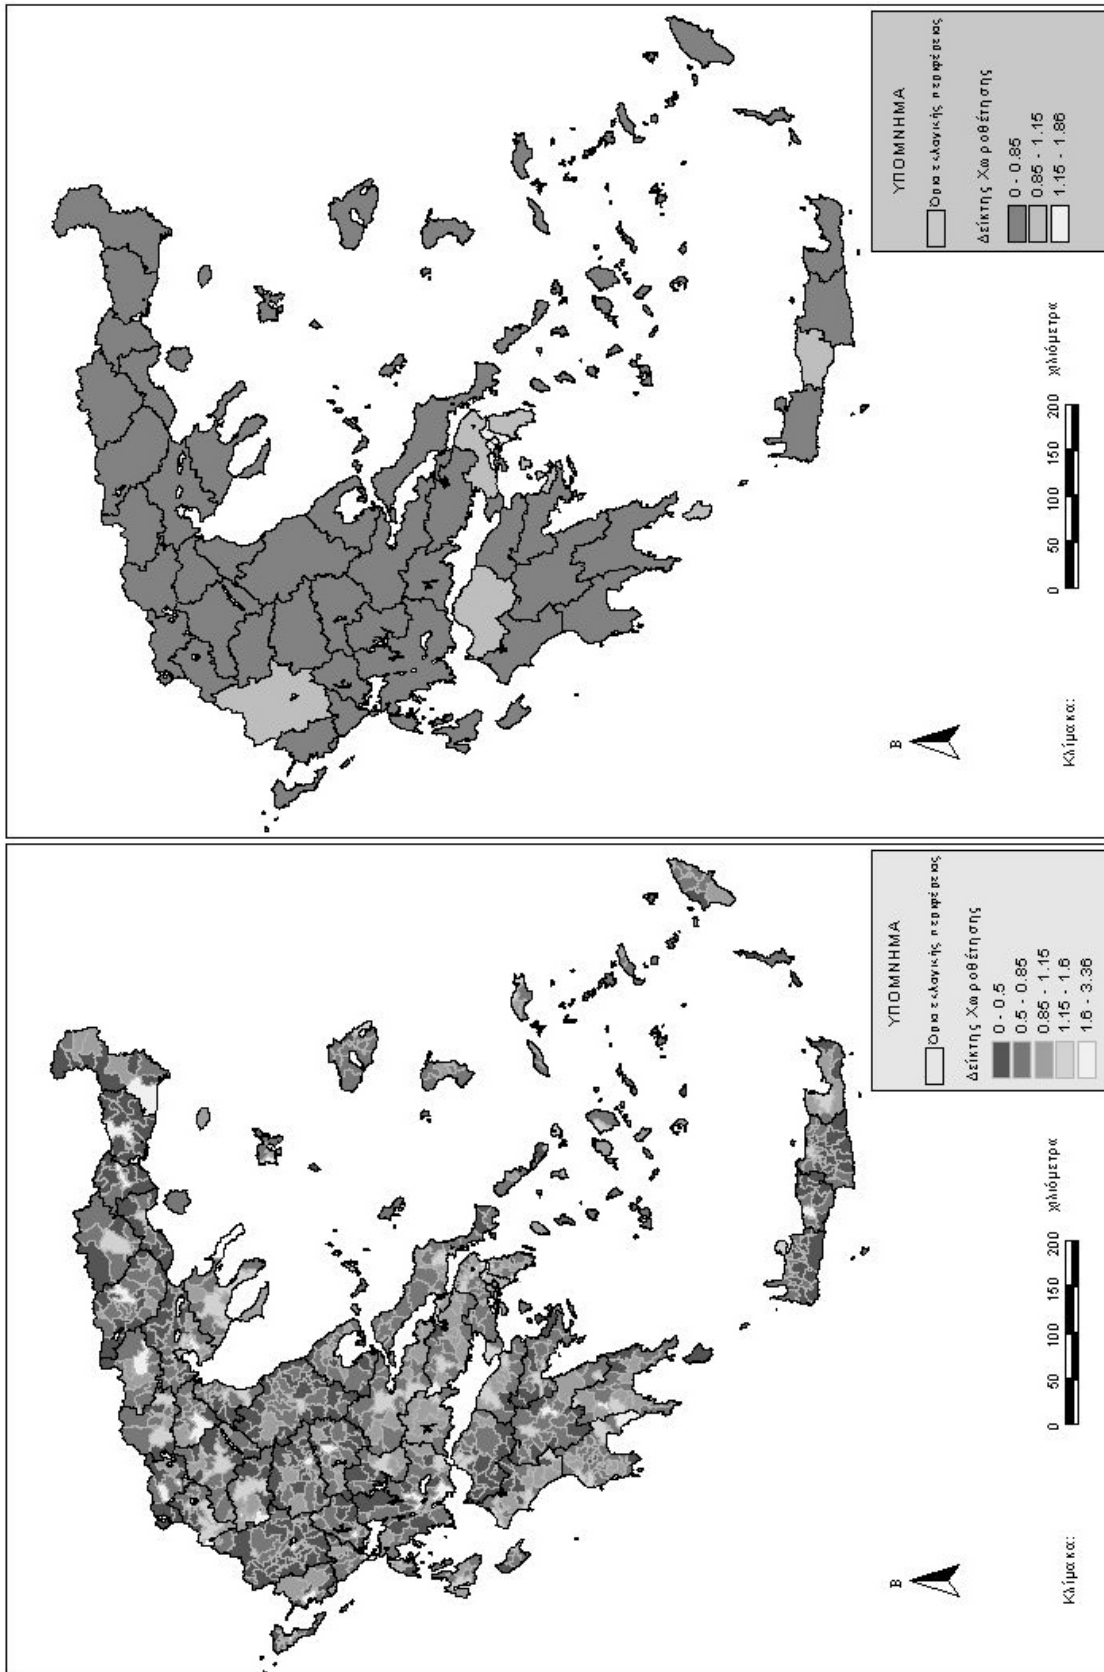 Β
Κλίμακα:
0 50 100 150 200 χιλιόμετρα
ΥΠΟΜΝΗΜΑ
Όρια εκλογικής περιφέρειας
Δείκτης Χωροθέτησης
0 - 0.5
0.5 - 0.85
0.85 - 1.15
1.15 - 1.6
1.6 - 3.36
Β
Κλίμακα:
0 50 100 150 200 χιλιόμετρα
ΥΠΟΜΝΗΜΑ
Όρια εκλογικής περιφέρειας
Δείκτης Χωροθέτησης
0 - 0.85
0.85 - 1.15
1.15 - 1.86